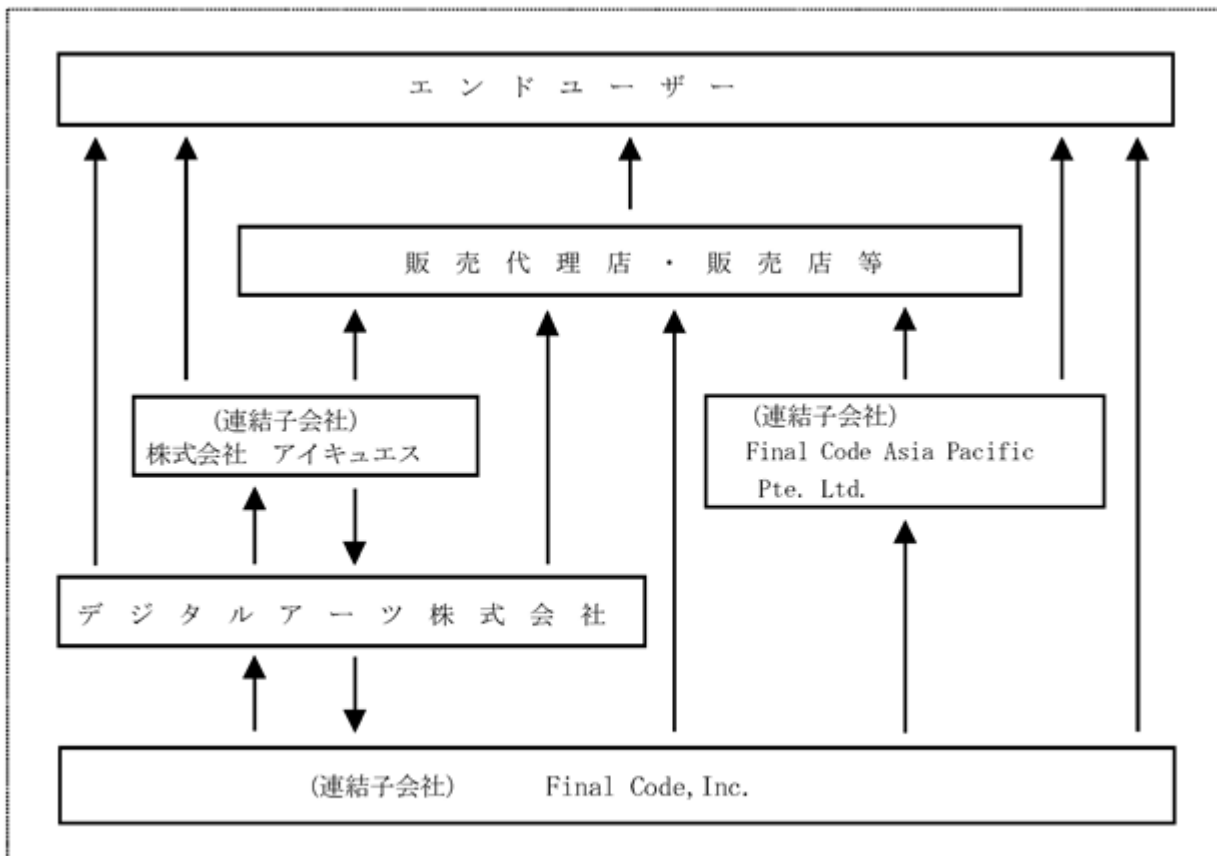 エンドユーザー
販売代理店・販売店等
(連結子会社)
株式会社 アイキュエス
(連結子会社)
Final Code Asia Pacific
Pte. Ltd.
デジタルアーツ株式会社
(連結子会社) Final Code,Inc.